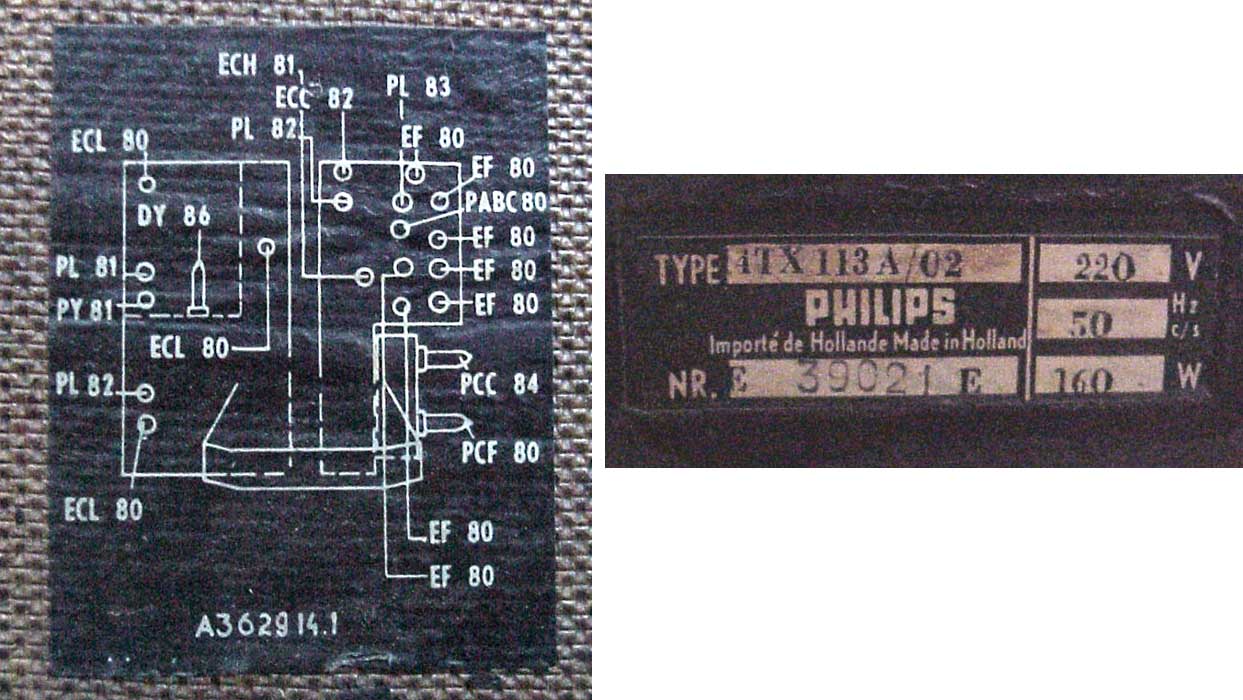 ECH 81
PL 83
ECC 82
PL 82
EF 80
ECL 80
EF 80
PABC 80
DY 86
EF 80
PL 81
EF 80
PY 81
EF 80
ECL 80
PL 82
PCC 84
PCF 80
ECL 80
EF 80
EF 80
A3 629 14.1
TYPE 4TX 113 A/02 220 V
PHILIPS 50 Hz c/s
Importé de Hollande Made in Holland
NR. E 39021 E 160 W